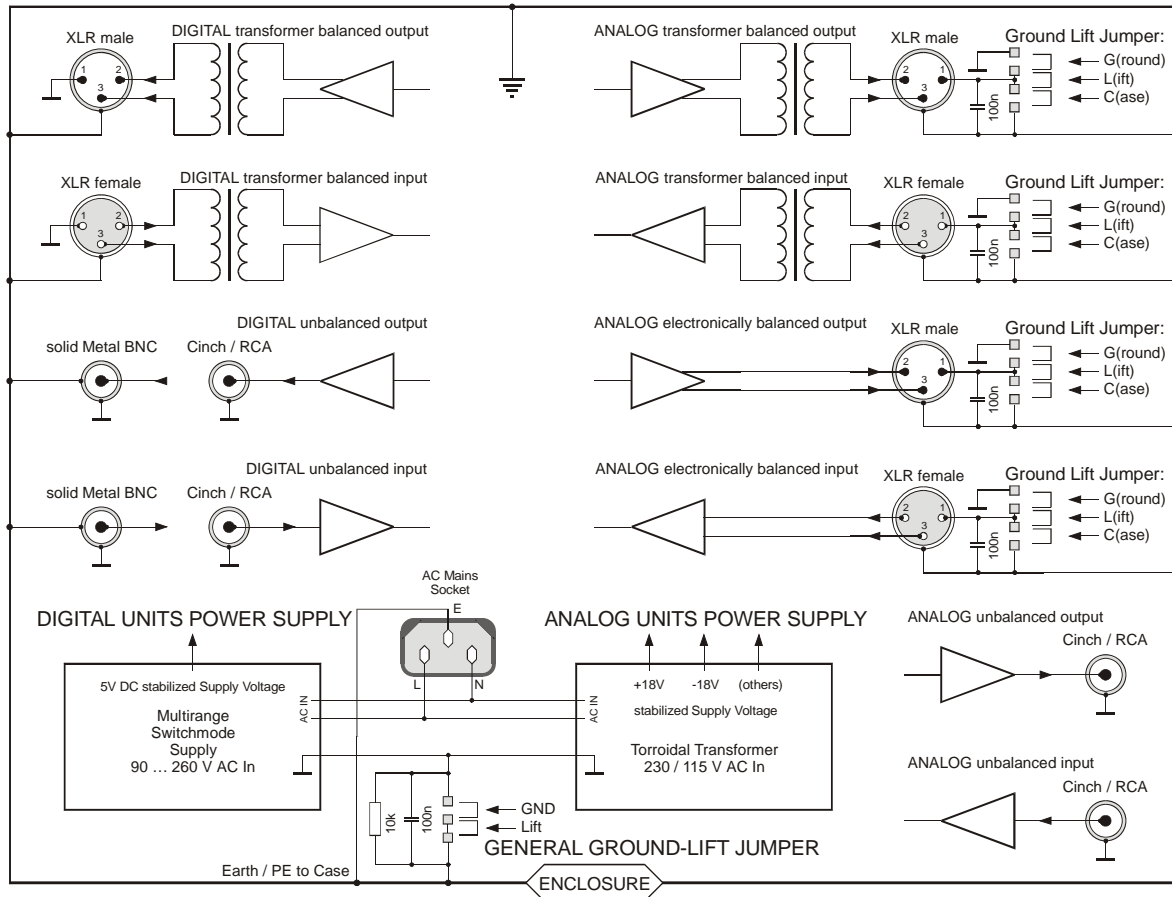 DIGITAL transformer balanced output
XLR male
1
2
3
ANALOG transformer balanced output
XLR male
2
1
3
100n
Ground Lift Jumper:
G(round)
L(ift)
C(ase)
DIGITAL transformer balanced input
XLR female
1
2
3
ANALOG transformer balanced input
XLR female
2
1
3
100n
Ground Lift Jumper:
G(round)
L(ift)
C(ase)
DIGITAL unbalanced output
solid Metal BNC
Cinch / RCA
ANALOG electronically balanced output
XLR male
2
1
3
100n
Ground Lift Jumper:
G(round)
L(ift)
C(ase)
DIGITAL unbalanced input
solid Metal BNC
Cinch / RCA
ANALOG electronically balanced input
XLR female
2
1
3
100n
Ground Lift Jumper:
G(round)
L(ift)
C(ase)
AC Mains
Socket
E
L
N
DIGITAL UNITS POWER SUPPLY
5V DC stabilized Supply Voltage
AC IN
Multirange
Switchmode
Supply
90 ... 260 V AC In
ANALOG UNITS POWER SUPPLY
+18V
-18V
(others)
AC IN
stabilized Supply Voltage
Torroidal Transformer
230 / 115 V AC In
ANALOG unbalanced output
Cinch / RCA
ANALOG unbalanced input
Cinch / RCA
10k
100n
GND
Lift
GENERAL GROUND-LIFT JUMPER
Earth / PE to Case
ENCLOSURE